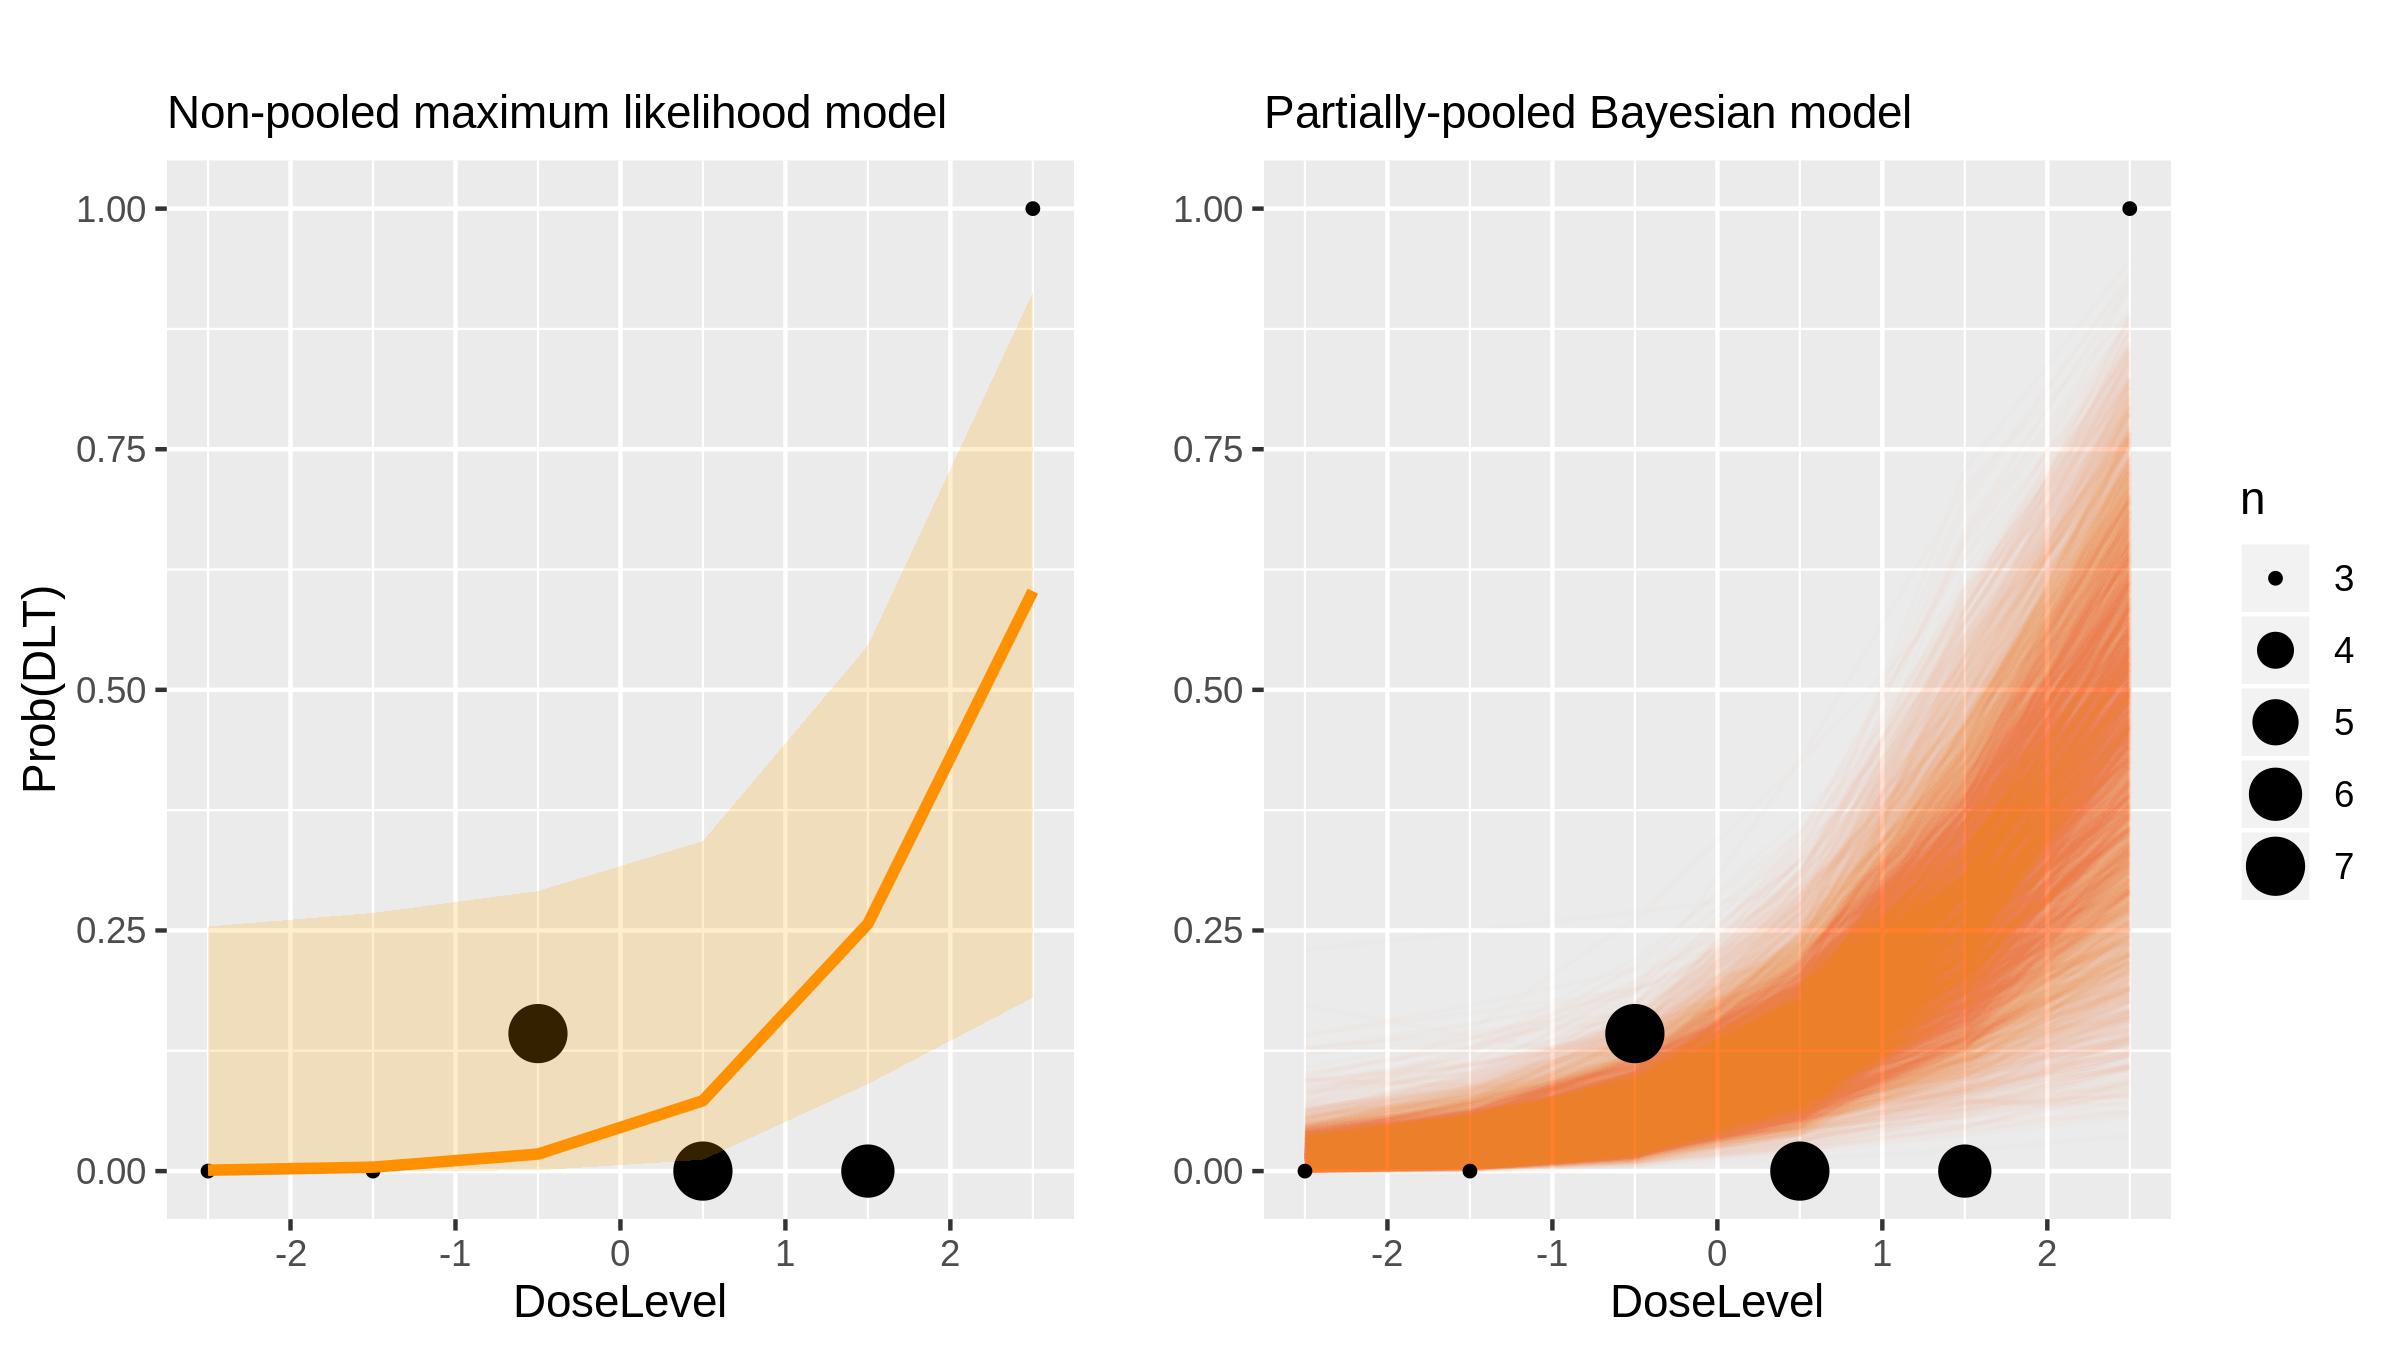 Non-pooled maximum likelihood model
Prob(DLT)
1.00
0.75
0.50
0.25
0.00
-2 -1 0 1 2
DoseLevel
Partially-pooled Bayesian model
1.00
0.75
0.50
0.25
0.00
-2 -1 0 1 2
DoseLevel
n
3
4
5
6
7